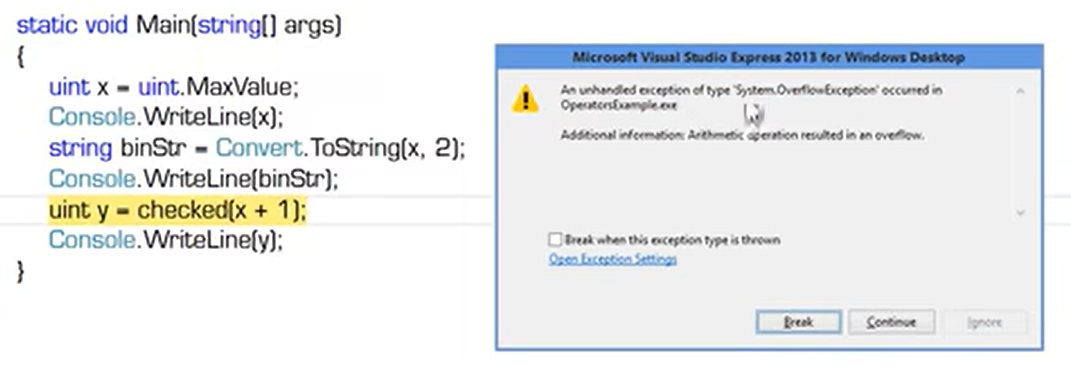 static void Main(string[] args)
{
uint x = uint.MaxValue;
Console.WriteLine(x);
string binStr = Convert.ToString(x, 2);
Console.WriteLine(binStr);
uint y = checked(x + 1);
Console.WriteLine(y);
}
Microsoft Visual Studio Express 2013 for Windows Desktop
An unhandled exception of type 'System.OverflowException' occurred in
OperatorsExample.exe
Additional information: Arithmetic operation resulted in an overflow.
Break when this exception type is thrown
Open Exception Settings
Break
Continue
Ignore